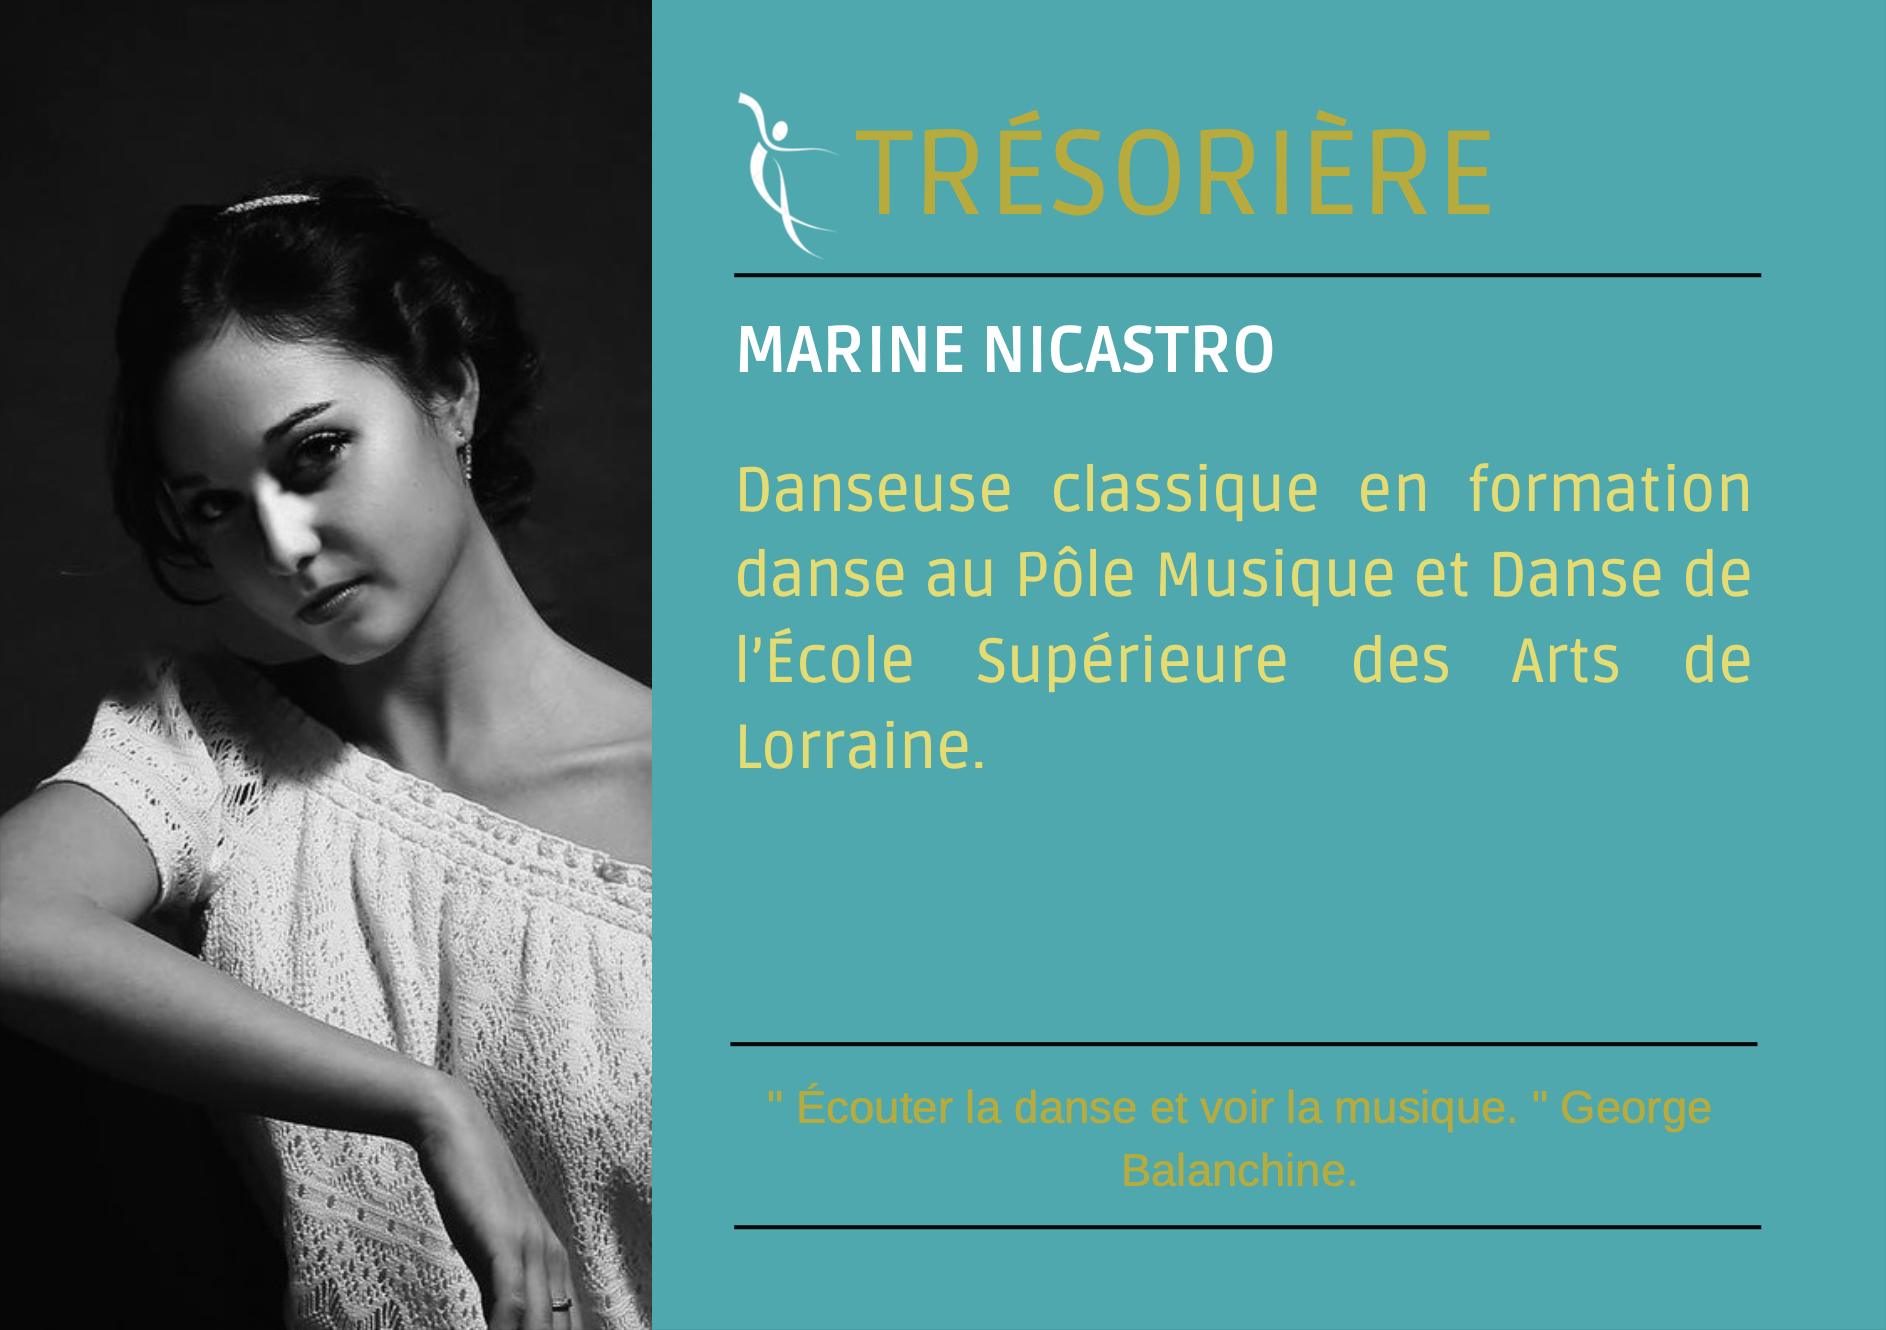 TRÉSORIÈRE
MARINE NICASTRO
Danseuse classique en formation
danse au Pôle Musique et Danse de
l’École Supérieure des Arts de
Lorraine.
" Écouter la danse et voir la musique. " George
Balanchine.